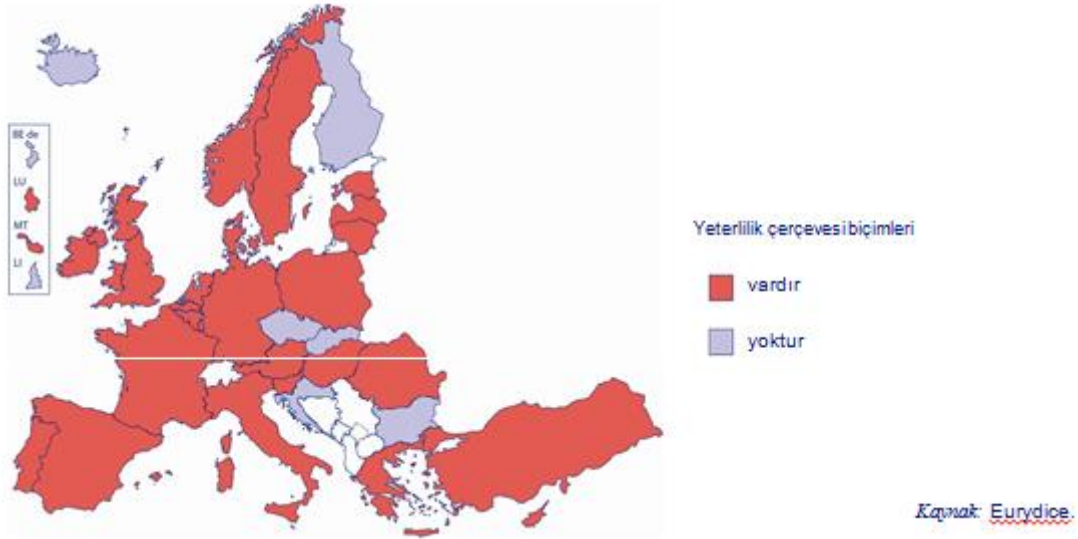 BE de
LU
MT
LI
Yeterlilik çerçevesi biçimleri
vardır
yoktur
Kaynak: Eurydice.